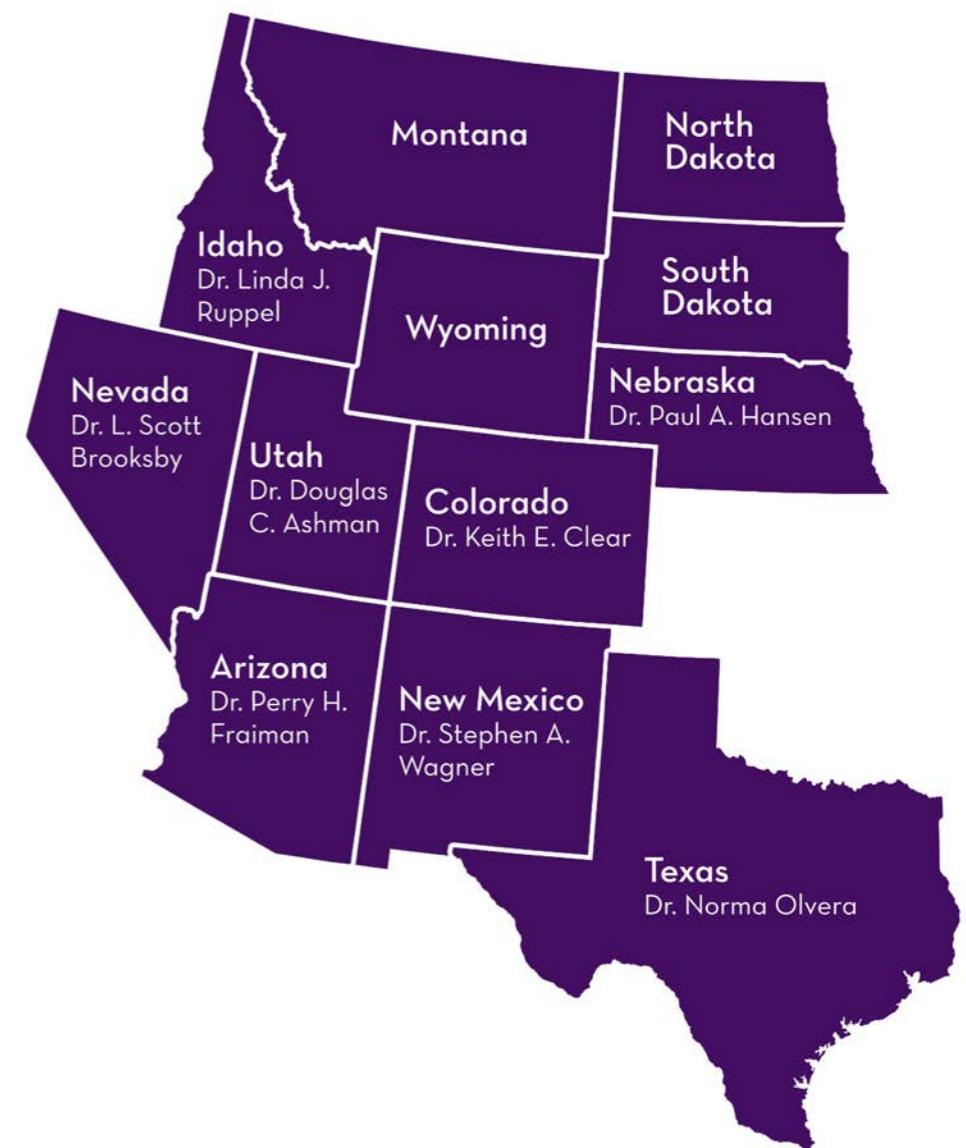 Montana
North
Dakota
Idaho
Dr. Linda J.
Ruppel
South
Dakota
Wyoming
Nebraska
Dr. Paul A. Hansen
Nevada
Dr. L. Scott
Brooksby
Utah
Dr. Douglas
C. Ashman
Colorado
Dr. Keith E. Clear
Arizona
Dr. Perry H.
Fraiman
New Mexico
Dr. Stephen A.
Wagner
Texas
Dr. Norma Olvera